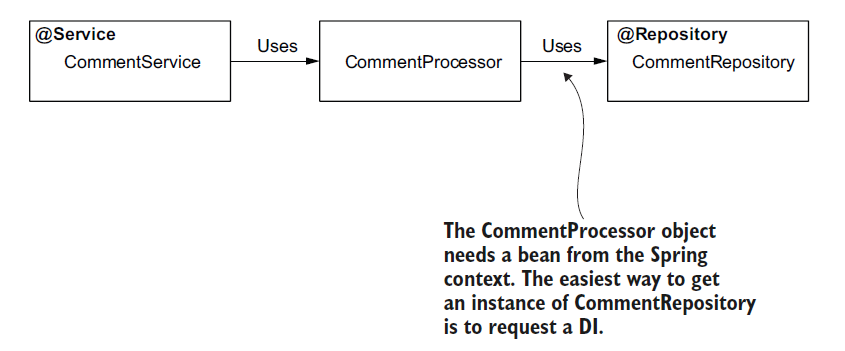 @Service
CommentService
Uses
CommentProcessor
Uses
@Repository
CommentRepository
The CommentProcessor object
needs a bean from the Spring
context. The easiest way to get
an instance of CommentRepository
is to request a DI.